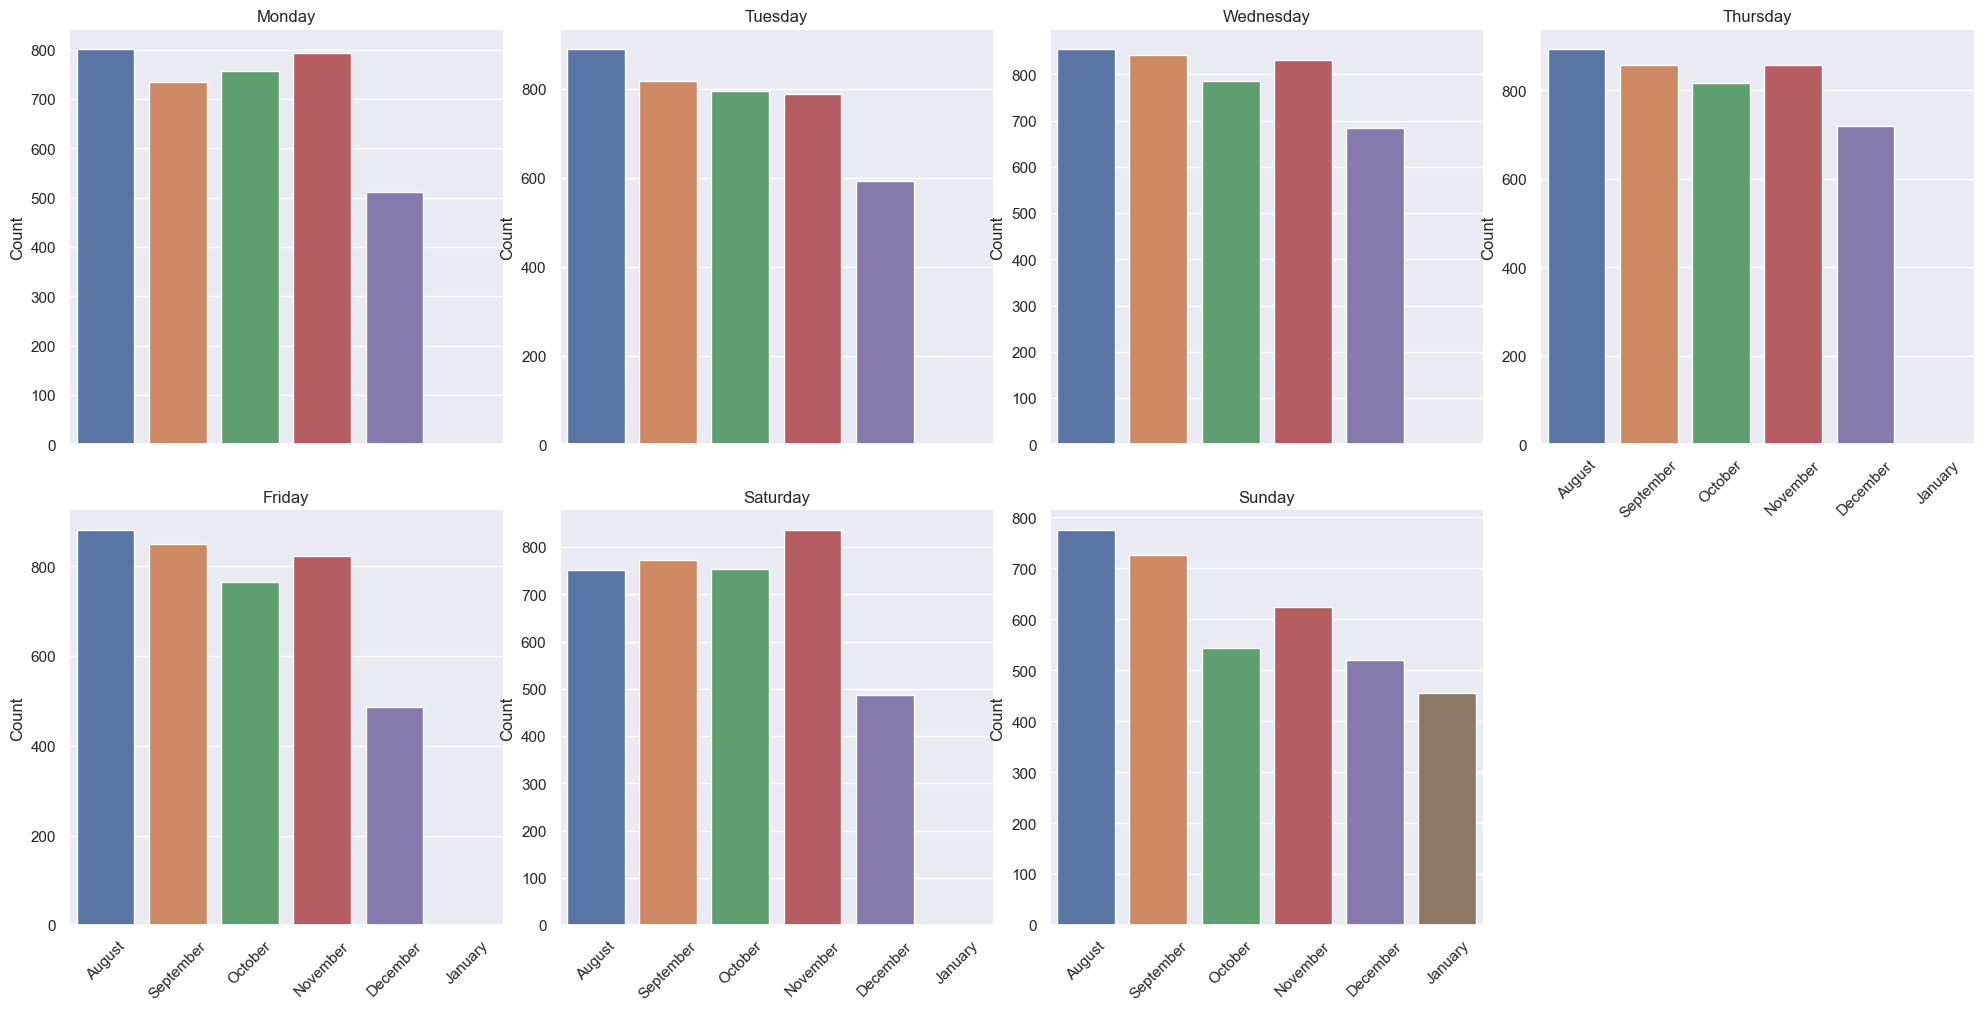 Monday
Count
800
700
600
500
400
300
200
100
0
Tuesday
Count
800
600
400
200
0
Wednesday
Count
800
700
600
500
400
300
200
100
0
Thursday
Count
800
600
400
200
0
August
September
October
November
December
January
Friday
Count
800
600
400
200
0
August
September
October
November
December
January
Saturday
Count
800
700
600
500
400
300
200
100
0
August
September
October
November
December
January
Sunday
Count
800
700
600
500
400
300
200
100
0
August
September
October
November
December
January